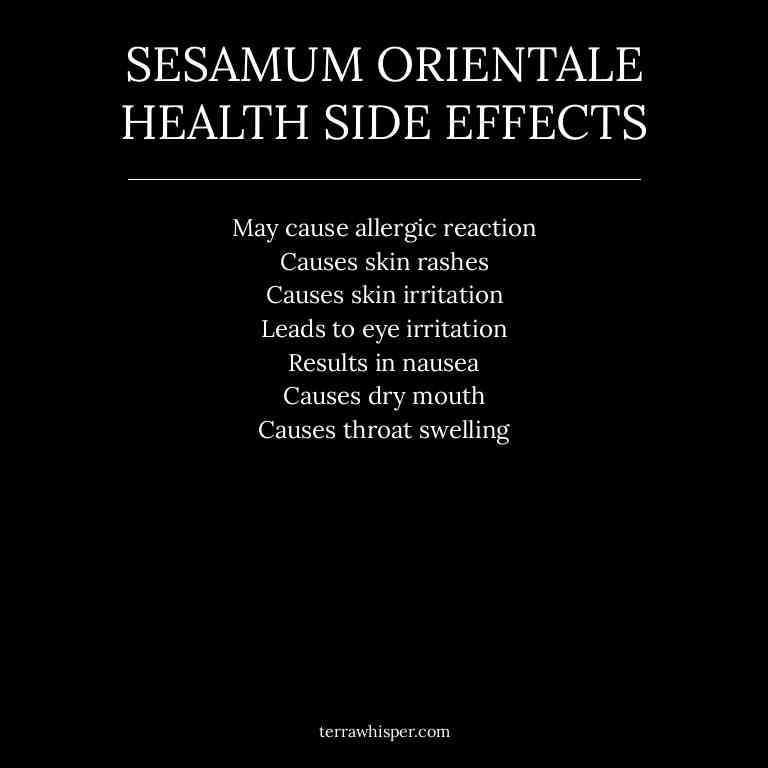 SESAMUM ORIENTALE
HEALTH SIDE EFFECTS
May cause allergic reaction
Causes skin rashes
Causes skin irritation
Leads to eye irritation
Results in nausea
Causes dry mouth
Causes throat swelling
terrawhisper.com